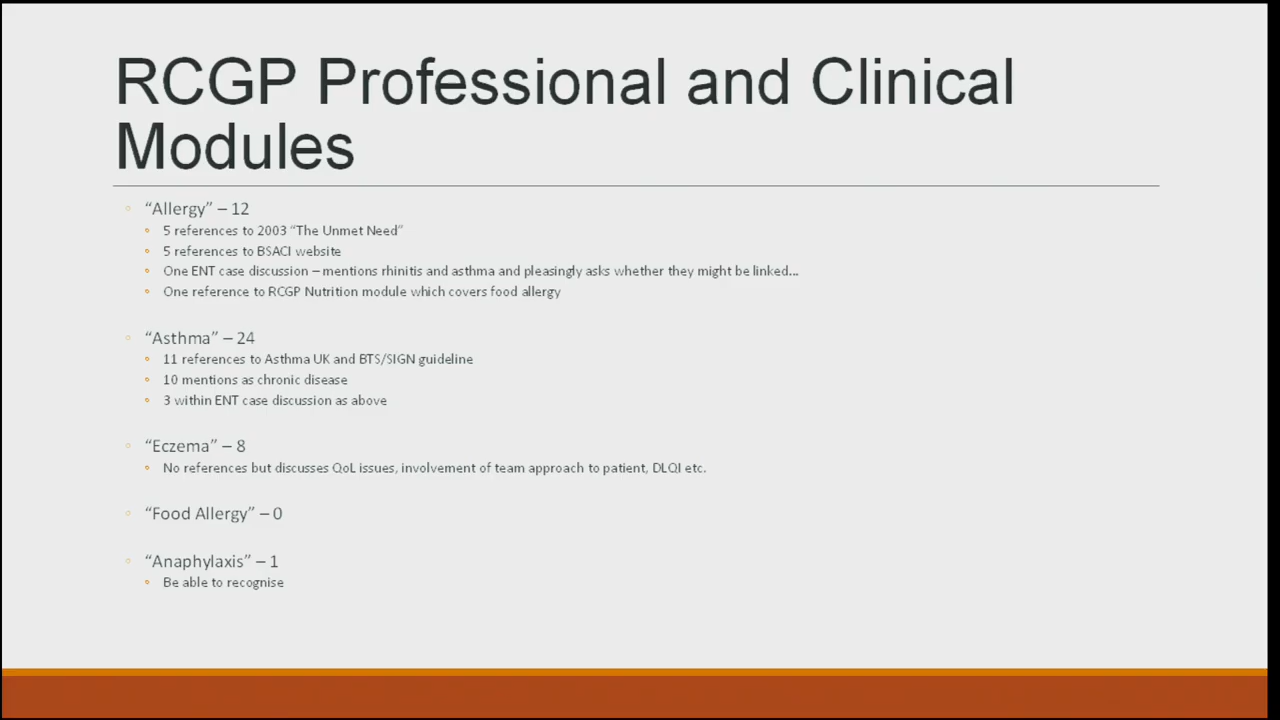 RCGP Professional and Clinical
Modules
“Allergy” – 12
5 references to 2003 “The Unmet Need”
5 references to BSACI website
One ENT case discussion – mentions rhinitis and asthma and pleasingly asks whether they might be linked...
One reference to RCGP Nutrition module which covers food allergy
“Asthma” – 24
11 references to Asthma UK and BTS/SIGN guideline
10 mentions as chronic disease
3 within ENT case discussion as above
“Eczema” – 8
No references but discusses QoL issues, involvement of team approach to patient, DLQI etc.
“Food Allergy” – 0
“Anaphylaxis” – 1
Be able to recognise